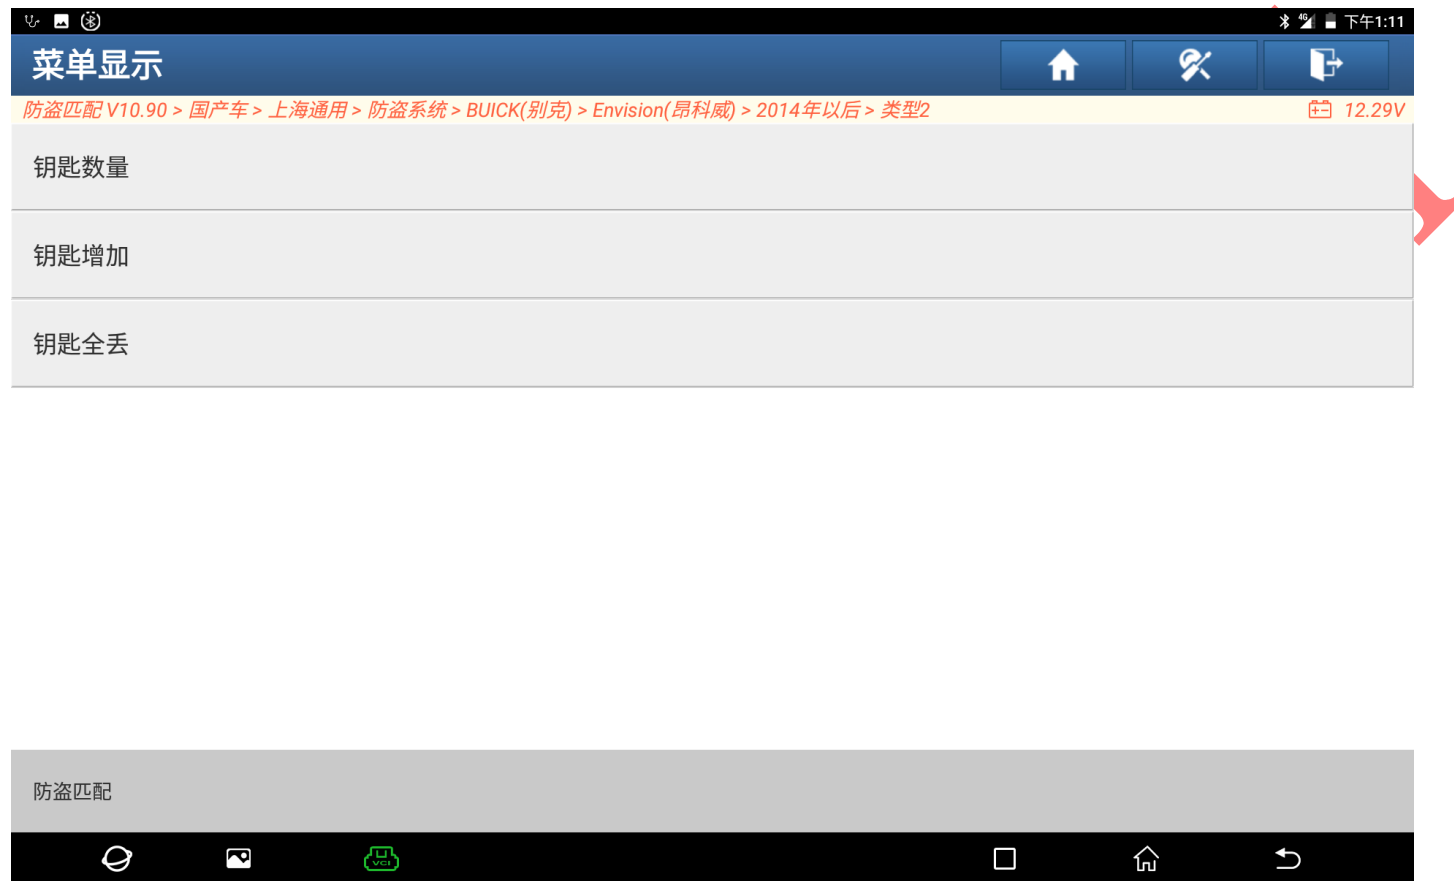 4G 下午1:11
菜单显示
防盗匹配 V10.90 > 国产车 > 上海通用 > 防盗系统 > BUICK(别克) > Envision(昂科威) > 2014年以后 > 类型2 12.29V
钥匙数量
钥匙增加
钥匙全丢
防盗匹配
VCI